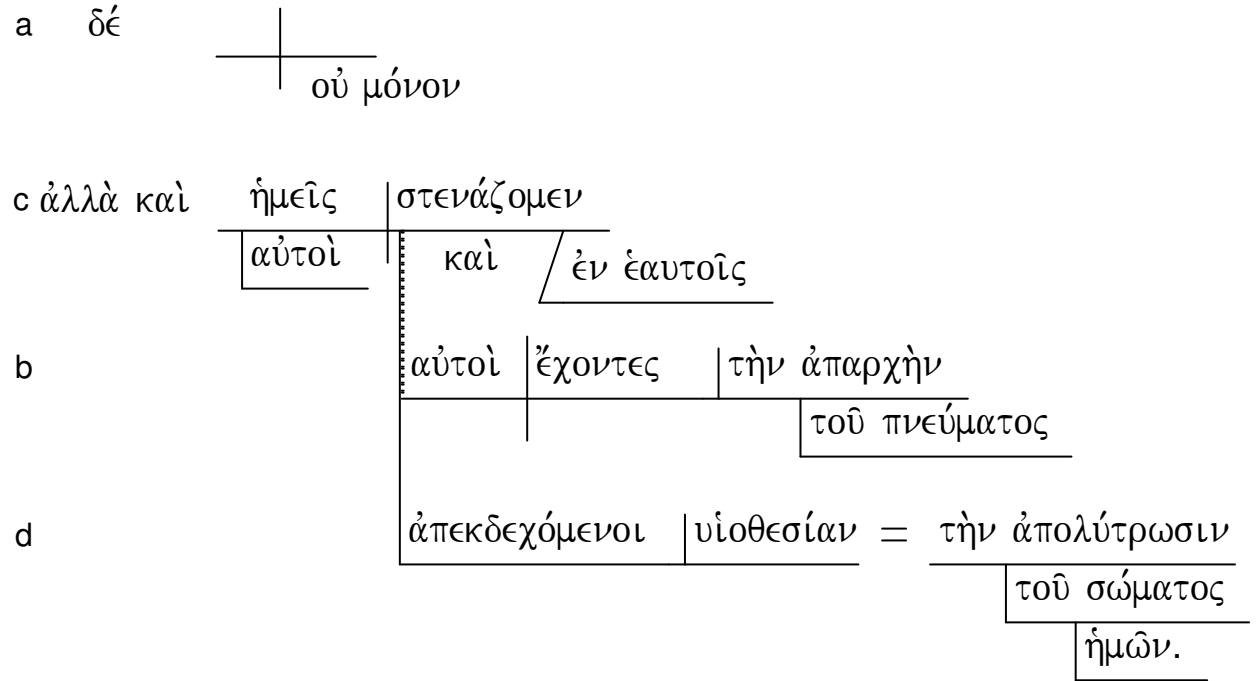 a δέ
οὐ μόνον
c ἀλλὰ καὶ ἡμεῖς στενάζομεν
αὐτοὶ καὶ ἐν ἑαυτοῖς
b αὐτοὶ ἔχοντες τὴν ἀπαρχὴν
τοῦ πνεύματος
d ἀπεκδεχόμενοι υἱοθεσίαν = τὴν ἀπολύτρωσιν
τοῦ σώματος
ἡμῶν.